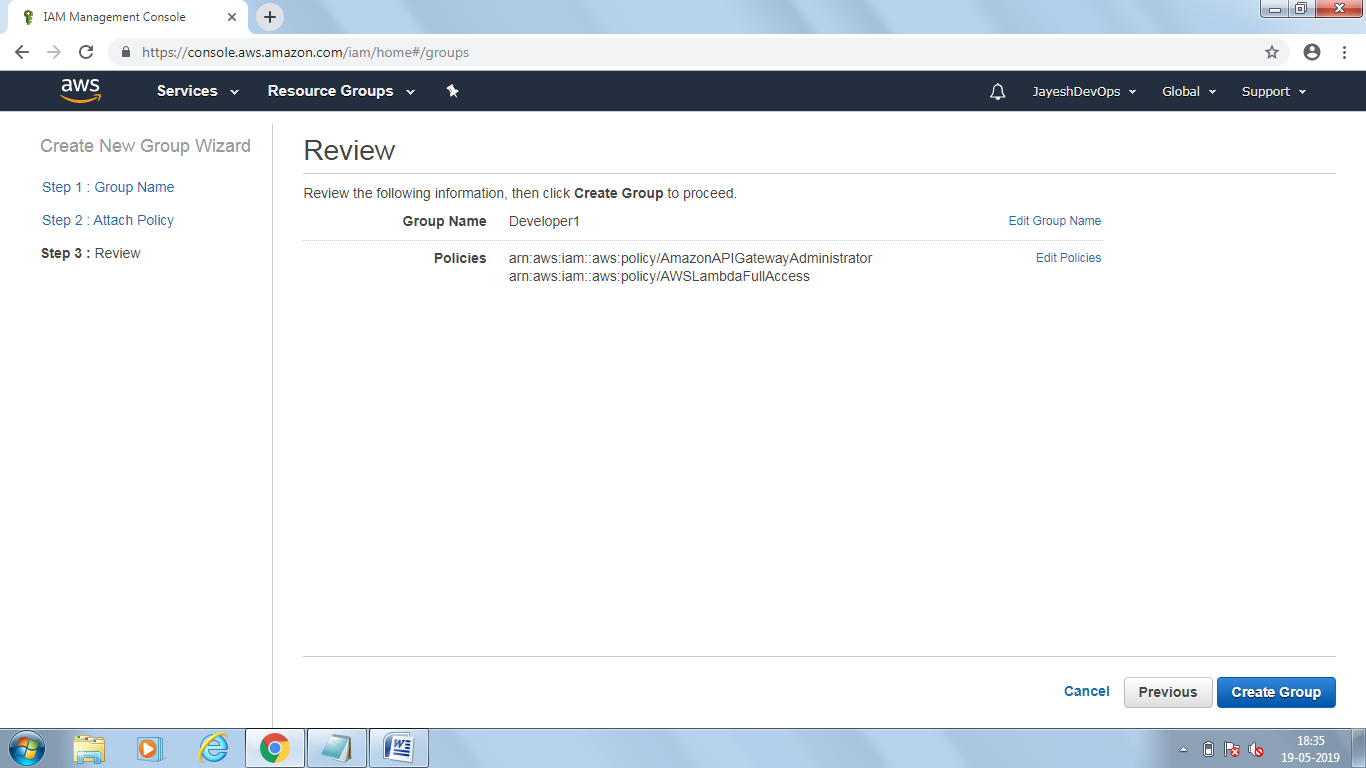 IAM Management Console
https://console.aws.amazon.com/iam/home#/groups
aws Services Resource Groups JayeshDevOps Global Support
Create New Group Wizard
Step 1 : Group Name
Step 2 : Attach Policy
Step 3 : Review
Review
Review the following information, then click Create Group to proceed.
Group Name Developer1 Edit Group Name
Policies arn:aws:iam::aws:policy/AmazonAPIGatewayAdministrator Edit Policies
arn:aws:iam::aws:policy/AWSLambdaFullAccess
Cancel Previous Create Group
18:35
19-05-2019